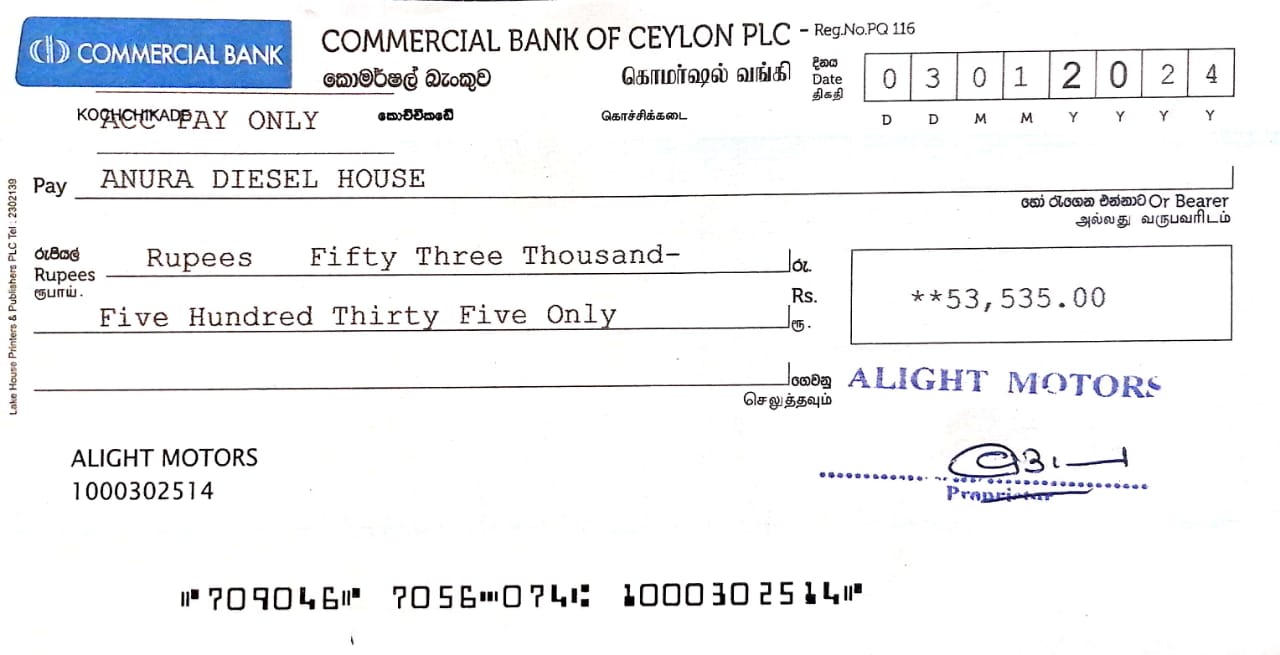 COMMERCIAL BANK
COMMERCIAL BANK OF CEYLON PLC - Reg.No.PQ 116
කොමර්ෂල් බැංකුව கொமர்ஷல் வங்கி
දිනය
Date
திகதி
0 3 0 1 2 0 2 4
D D M M Y Y Y Y
KOCHCHIKADE කොච්චිකඩේ கொச்சிக்கடை
ACC PAY ONLY
Pay ANURA DIESEL HOUSE
හෝ රැගෙන එන්නාට Or Bearer
அல்லது வருபவரிடம்
රුපියල්
Rupees
ரூபாய்.
Rupees Fifty Three Thousand-
Five Hundred Thirty Five Only
රු.
Rs.
ரூ.
**53,535.00
ගෙවනු
செலுத்தவும்
ALIGHT MOTORS
Proprietor
ALIGHT MOTORS
1000302514
Lake House Printers & Publishers PLC Tel : 2302139
⑈709046⑈ 7056⑉074⑆ 1000302514⑈